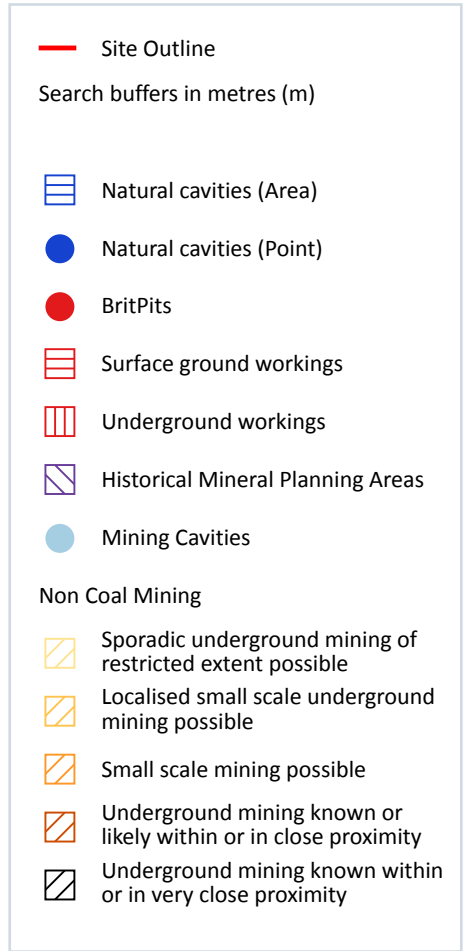 Site Outline
Search buffers in metres (m)
Natural cavities (Area)
Natural cavities (Point)
BritPits
Surface ground workings
Underground workings
Historical Mineral Planning Areas
Mining Cavities
Non Coal Mining
Sporadic underground mining of
restricted extent possible
Localised small scale underground
mining possible
Small scale mining possible
Underground mining known or
likely within or in close proximity
Underground mining known within
or in very close proximity